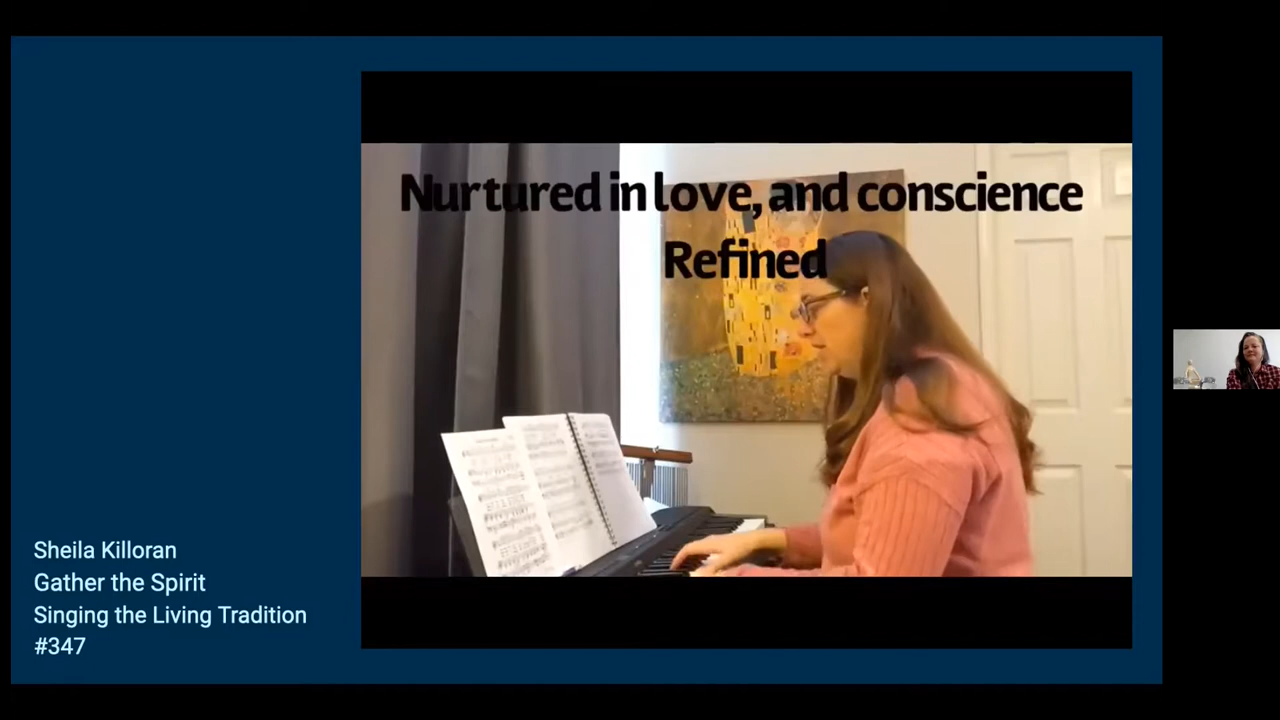 Nurtured in love, and conscience
Refined
Sheila Killoran
Gather the Spirit
Singing the Living Tradition
#347